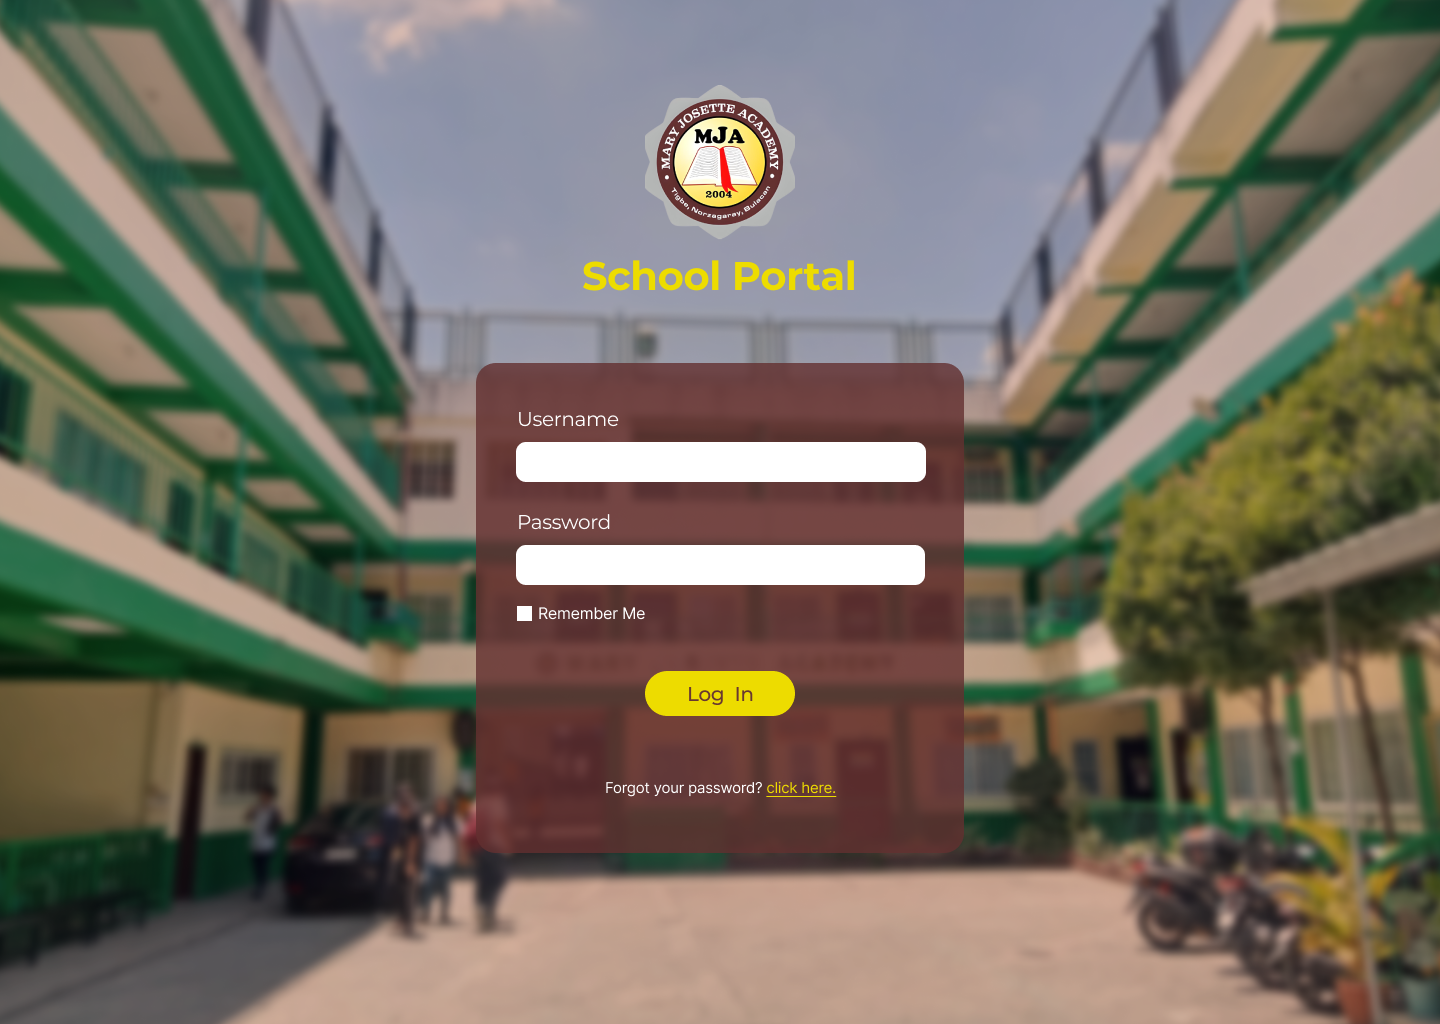 MARY JOSETTE ACADEMY
MJA
2004
Tigbe, Norzagaray, Bulacan
School Portal
Username
Password
Remember Me
Log In
Forgot your password? click here.